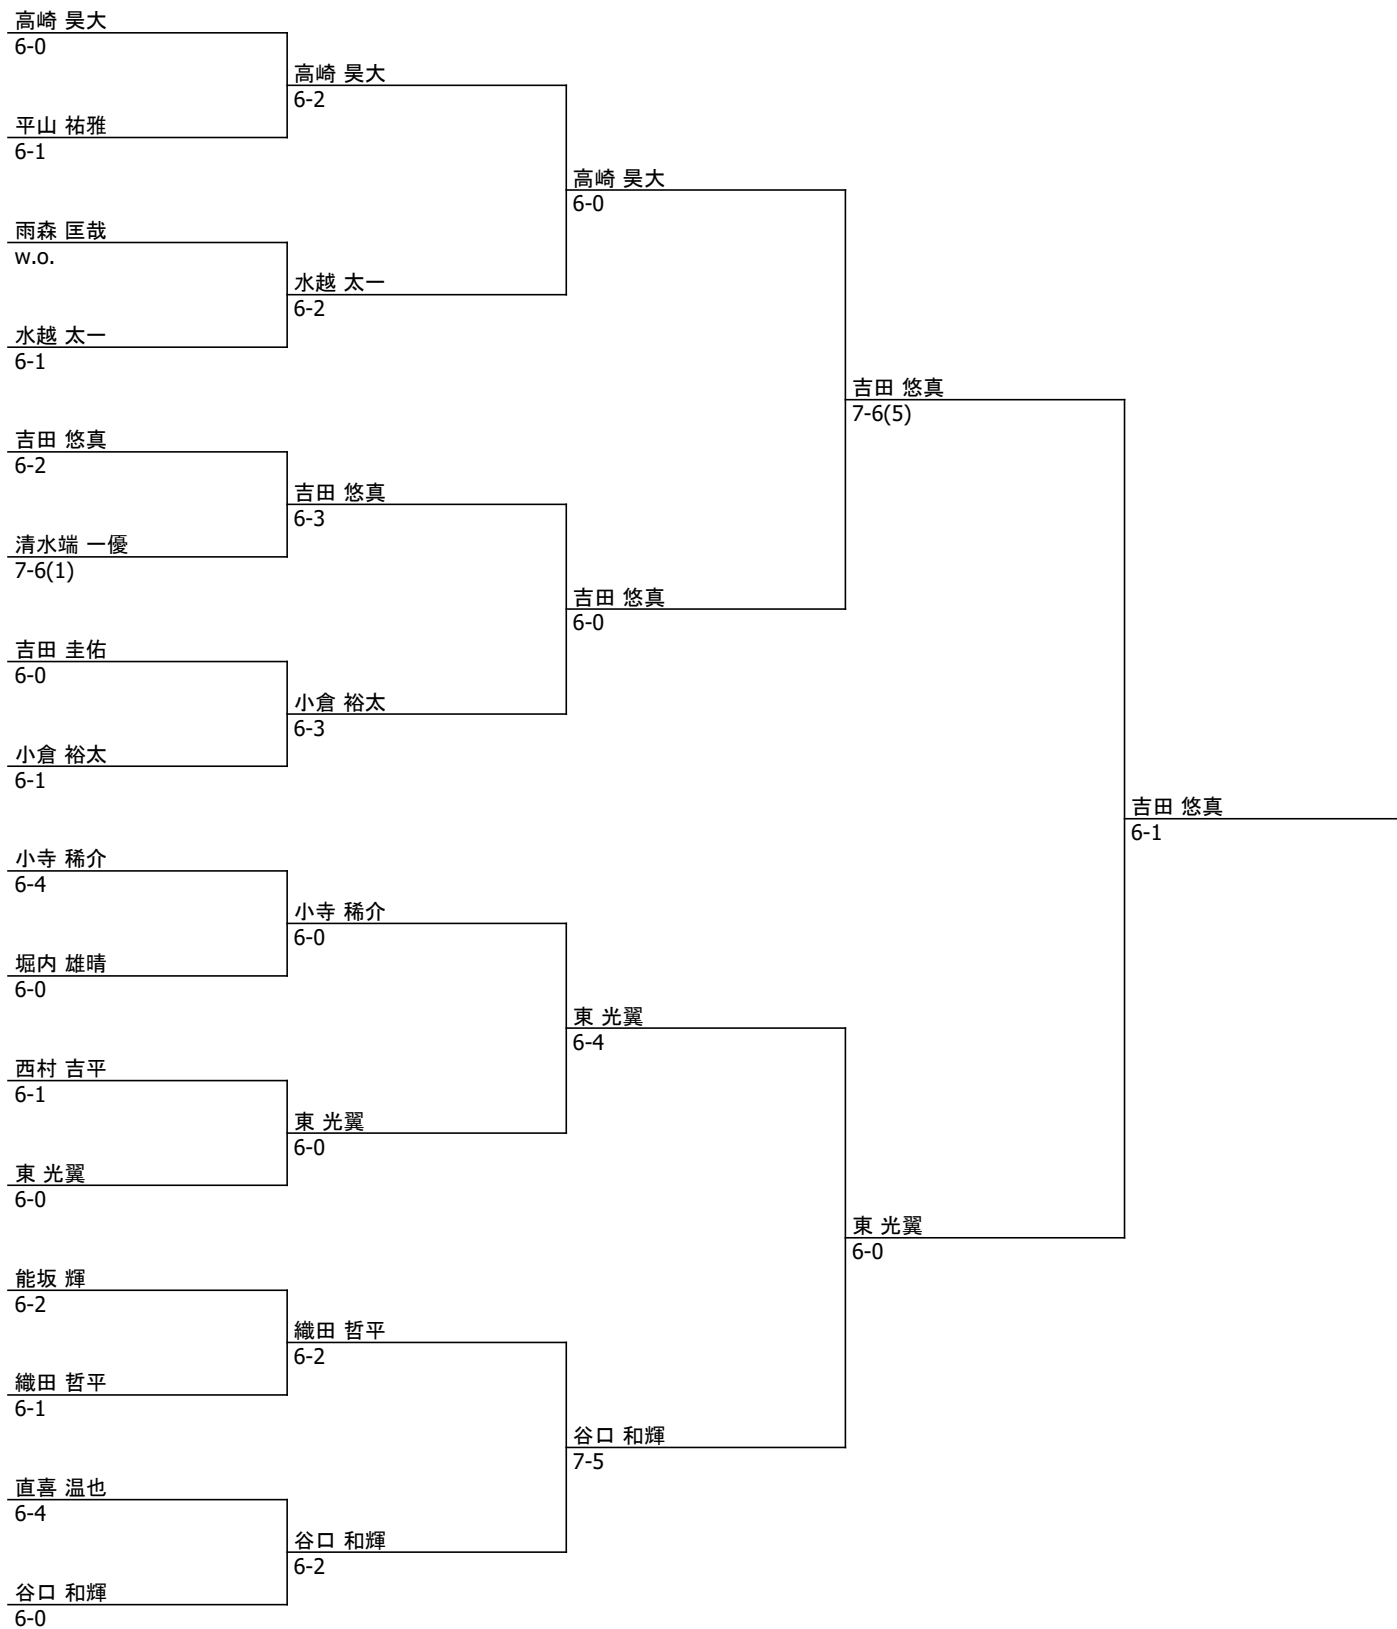 高崎 昊大
6-0
高崎 昊大
6-2
平山 祐雅
6-1
高崎 昊大
6-0
雨森 匡哉
w.o.
水越 太一
6-2
水越 太一
6-1
吉田 悠真
7-6(5)
吉田 悠真
6-2
吉田 悠真
6-3
清水端 一優
7-6(1)
吉田 悠真
6-0
吉田 圭佑
6-0
小倉 裕太
6-3
小倉 裕太
6-1
吉田 悠真
6-1
小寺 稀介
6-4
小寺 稀介
6-0
堀内 雄晴
6-0
東 光翼
6-4
西村 吉平
6-1
東 光翼
6-0
東 光翼
6-0
東 光翼
6-0
能坂 輝
6-2
織田 哲平
6-2
織田 哲平
6-1
谷口 和輝
7-5
直喜 温也
6-4
谷口 和輝
6-2
谷口 和輝
6-0